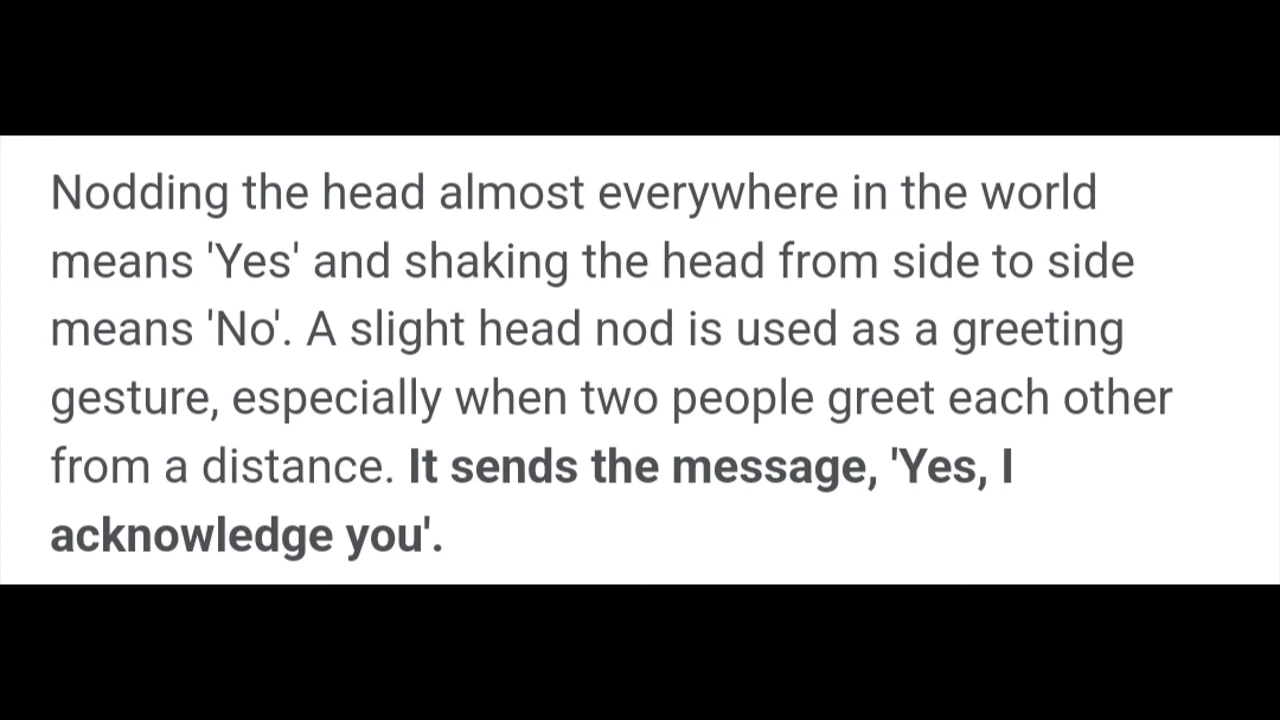 Nodding the head almost everywhere in the world
means 'Yes' and shaking the head from side to side
means 'No'. A slight head nod is used as a greeting
gesture, especially when two people greet each other
from a distance. It sends the message, 'Yes, I
acknowledge you'.